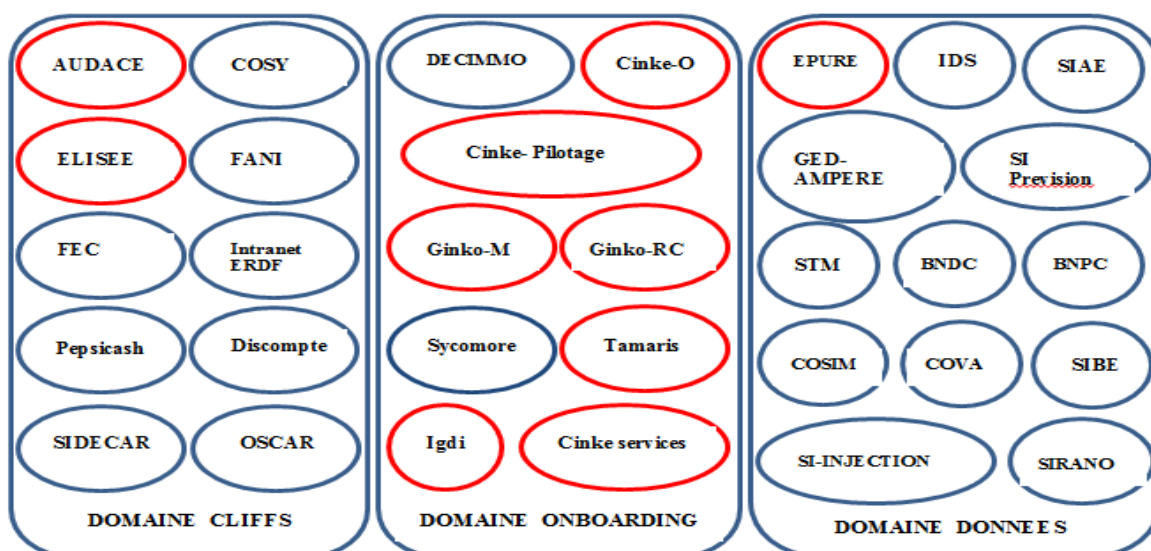 AUDACE
COSY
ELISEE
FANI
FEC
Intranet
ERDF
Pepsicash
Discompte
SIDECAR
OSCAR
DOMAINE CLIFFS
DECIMMO
Cinke-O
Cinke- Pilotage
Ginko-M
Ginko-RC
Sycomore
Tamaris
Igdi
Cinke services
DOMAINE ONBOARDING
EPURE
IDS
SIAE
GED-
AMPERE
SI
Prevision
STM
BNDC
BNPC
COSIM
COVA
SIBE
SI-INJECTION
SIRANO
DOMAINE DONNEES